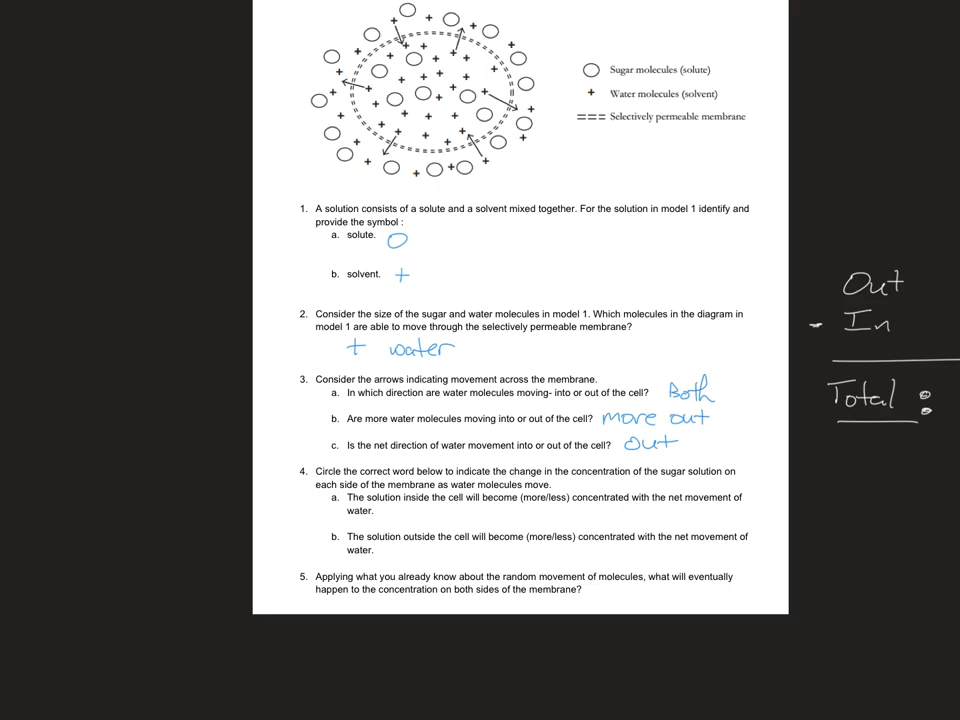 Sugar molecules (solute)
+ Water molecules (solvent)
=== Selectively permeable membrane
1. A solution consists of a solute and a solvent mixed together. For the solution in model 1 identify and
provide the symbol :
a. solute. O
b. solvent. +
2. Consider the size of the sugar and water molecules in model 1. Which molecules in the diagram in
model 1 are able to move through the selectively permeable membrane?
+ water
3. Consider the arrows indicating movement across the membrane.
a. In which direction are water molecules moving- into or out of the cell? Both
b. Are more water molecules moving into or out of the cell? more out
c. Is the net direction of water movement into or out of the cell? out
4. Circle the correct word below to indicate the change in the concentration of the sugar solution on
each side of the membrane as water molecules move.
a. The solution inside the cell will become (more/less) concentrated with the net movement of
water.
b. The solution outside the cell will become (more/less) concentrated with the net movement of
water.
5. Applying what you already know about the random movement of molecules, what will eventually
happen to the concentration on both sides of the membrane?
Out
- In
Total :